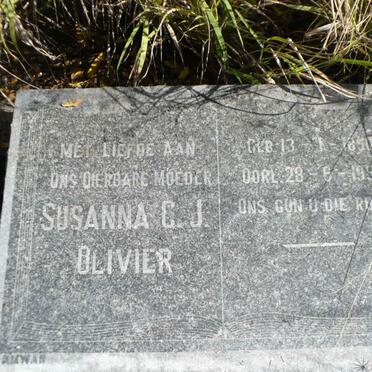 MET LIEFDE AAN
ONS DIERBARE MOEDER
SUSANNA C. J.
OLIVIER
GEB. 13 - 1 -
OORL. 28 - 6 -
ONS GUN U DIE